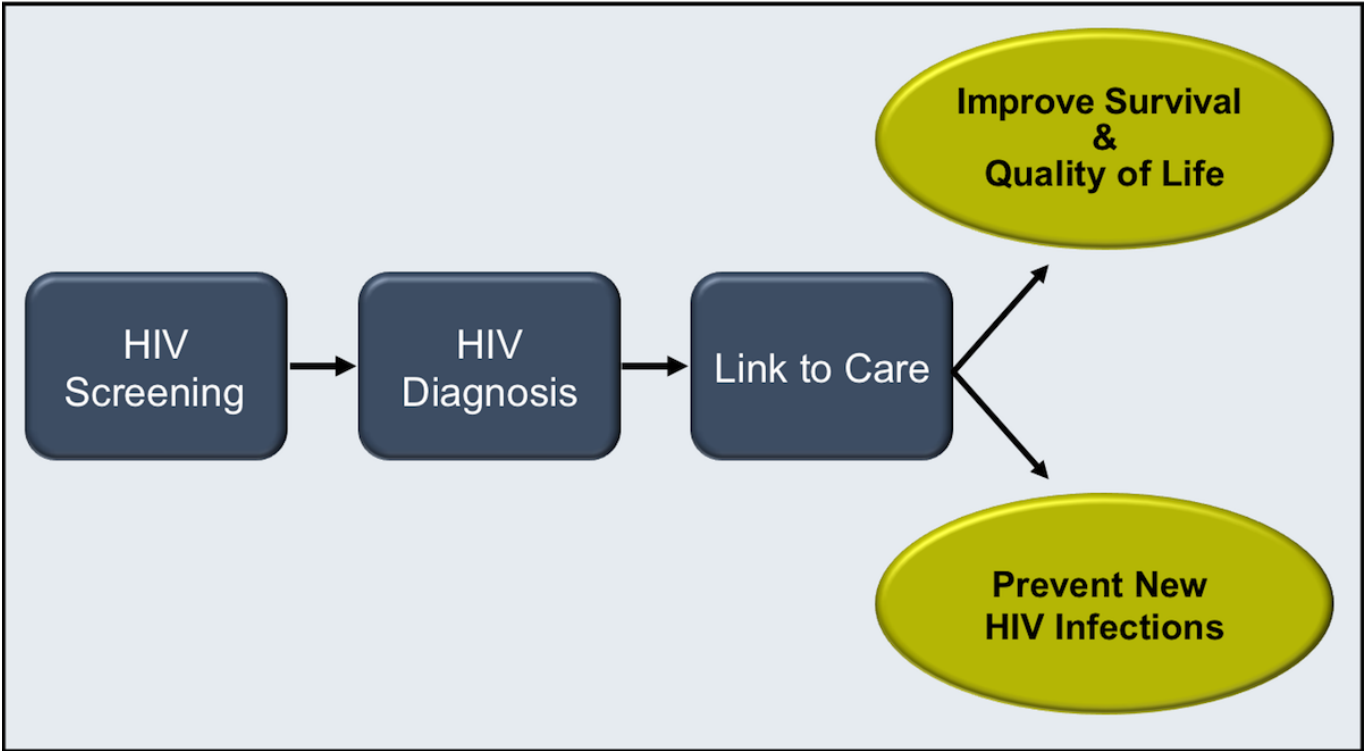 HIV
Screening
HIV
Diagnosis
Link to Care
Improve Survival
&
Quality of Life
Prevent New
HIV Infections